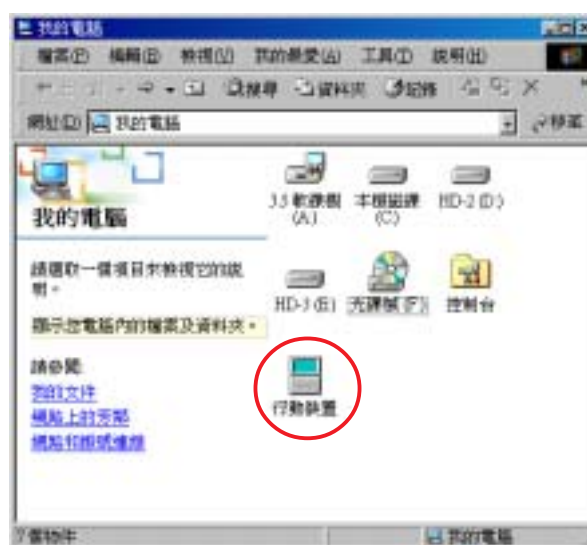 我的電腦
檔案(F) 編輯(E) 檢視(V) 我的最愛(A) 工具(T) 說明(H)
搜尋 資料夾 記錄
網址(D) 我的電腦 移至
我的電腦
請選取一個項目來檢視它的說
明。
顯示您電腦內的檔案及資料夾。
請參閱:
我的文件
網路上的芳鄰
網路和撥號連線
3.5 軟碟機
(A:)
本機磁碟
(C:)
HD-2 (D:)
HD-3 (E:)
光碟機 (F:)
控制台
行動裝置
7 個物件 我的電腦